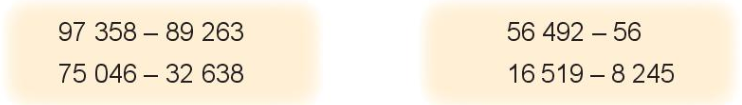 97 358 – 89 263
75 046 – 32 638
56 492 – 56
16 519 – 8 245